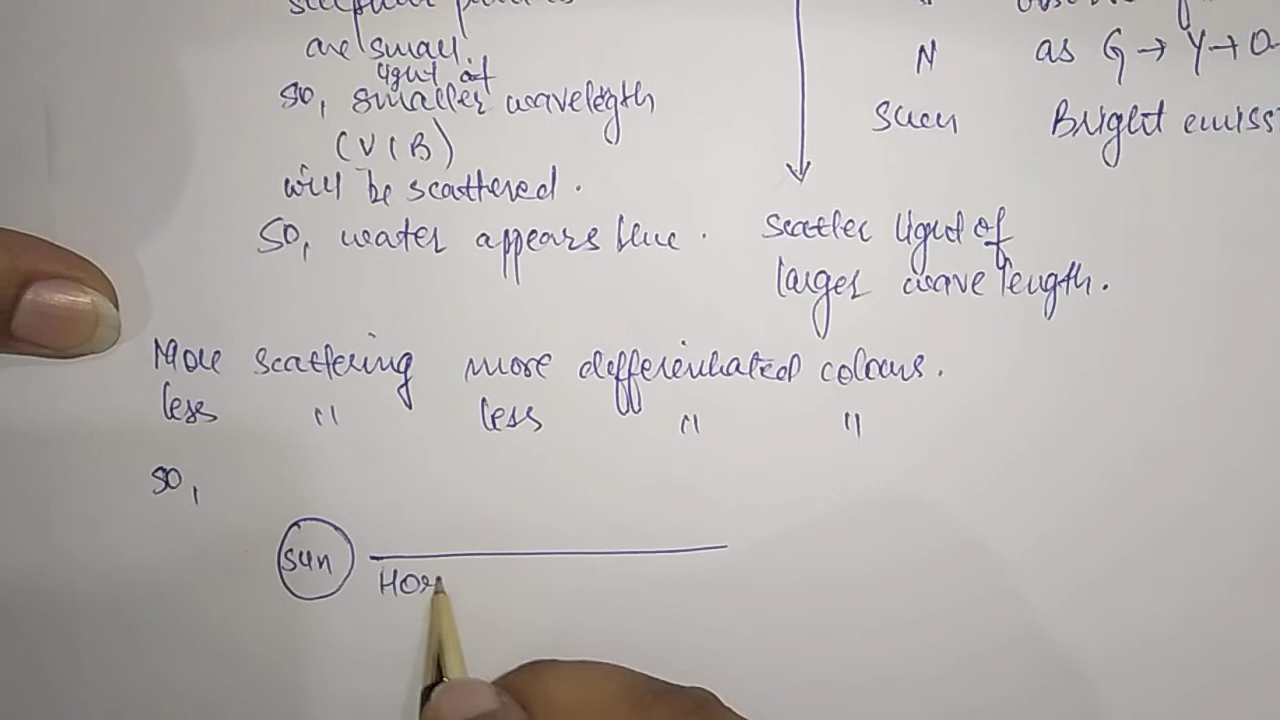 are small.
light of
so, smaller wavelength
(V I B)
will be scattered.
So, water appears blue.
N
such
as G → Y → O
Bright emiss
scatter light of
larger wave length.
More scattering more differentiated colours.
less " less " "
so,
Sun
Hor